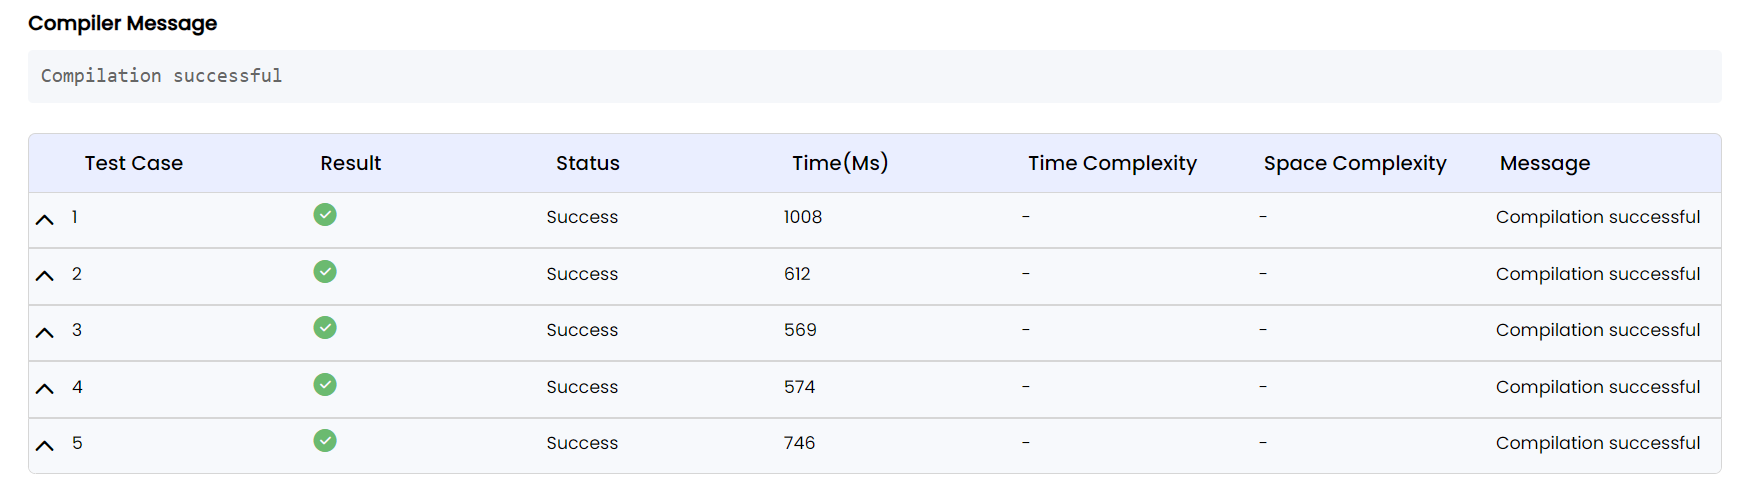 Compiler Message
Compilation successful
Test Case Result Status Time(Ms) Time Complexity Space Complexity Message
1 Success 1008 - - Compilation successful
2 Success 612 - - Compilation successful
3 Success 569 - - Compilation successful
4 Success 574 - - Compilation successful
5 Success 746 - - Compilation successful